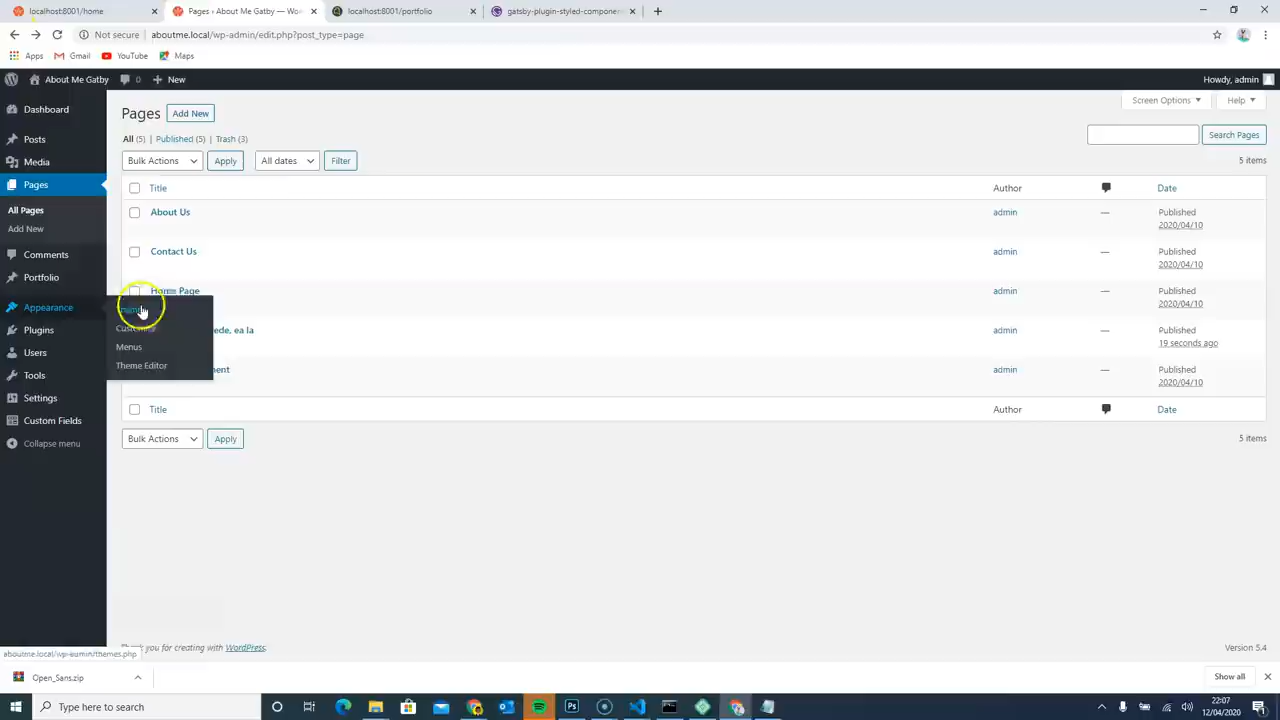 localhost:8001/home
Pages ‹ About Me Gatby — Wor
localhost:8001/portfolio
gatsby-plugin-styled-component
Not secure
aboutme.local/wp-admin/edit.php?post_type=page
Apps
Gmail
YouTube
Maps
About Me Gatby
0
New
Howdy, admin
Dashboard
Posts
Media
Pages
All Pages
Add New
Comments
Portfolio
Appearance
Plugins
Users
Tools
Settings
Custom Fields
Collapse menu
Menus
Theme Editor
Pages
Add New
Screen Options
Help
All (5) | Published (5) | Trash (3)
Search Pages
Bulk Actions
Apply
All dates
Filter
5 items
Title
Author
Date
About Us
admin
—
Published
2020/04/10
Contact Us
admin
—
Published
2020/04/10
Home Page
admin
—
Published
2020/04/10
ede, ea la
admin
—
Published
19 seconds ago
ent
admin
—
Published
2020/04/10
Title
Author
Date
Bulk Actions
Apply
5 items
you for creating with WordPress.
Version 5.4
aboutme.local/wp-admin/themes.php
Open_Sans.zip
Show all
Type here to search
22:07
12/04/2020